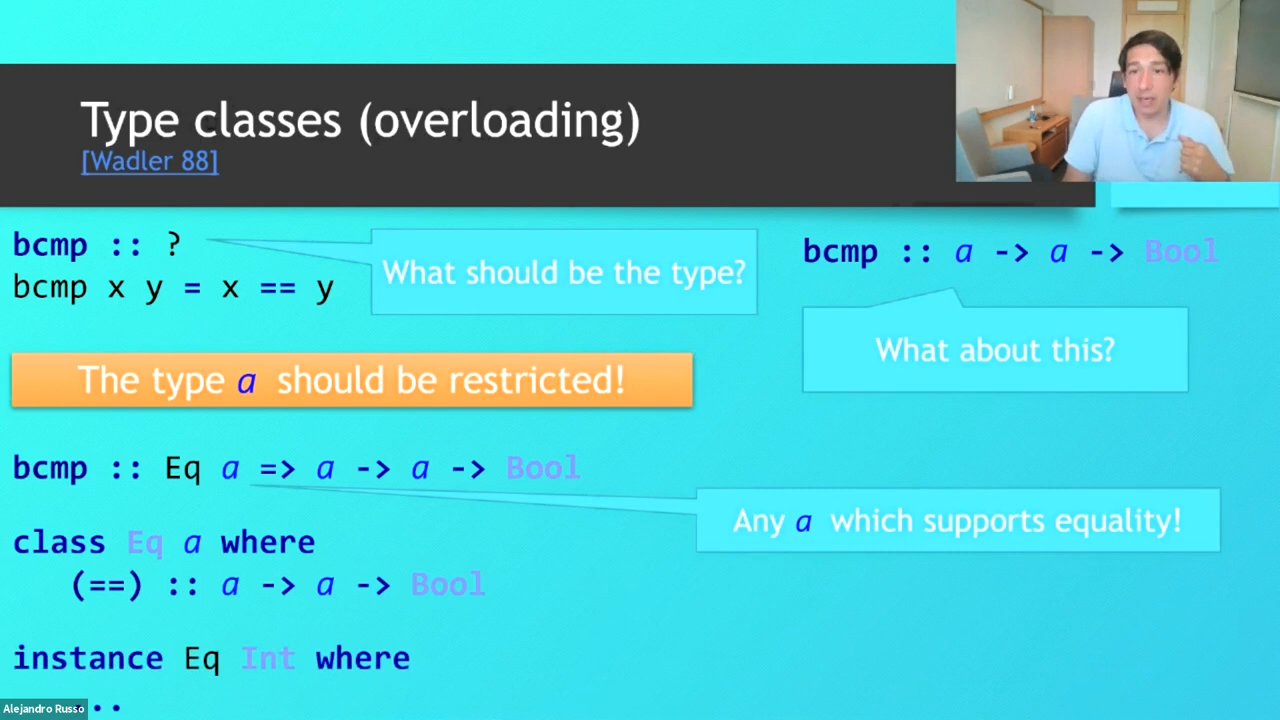 Type classes (overloading)
[Wadler 88]
bcmp :: ?
bcmp x y = x == y
What should be the type?
bcmp :: a -> a -> Bool
What about this?
The type a should be restricted!
bcmp :: Eq a => a -> a -> Bool
Any a which supports equality!
class Eq a where
(==) :: a -> a -> Bool
instance Eq Int where
...
Alejandro Russo